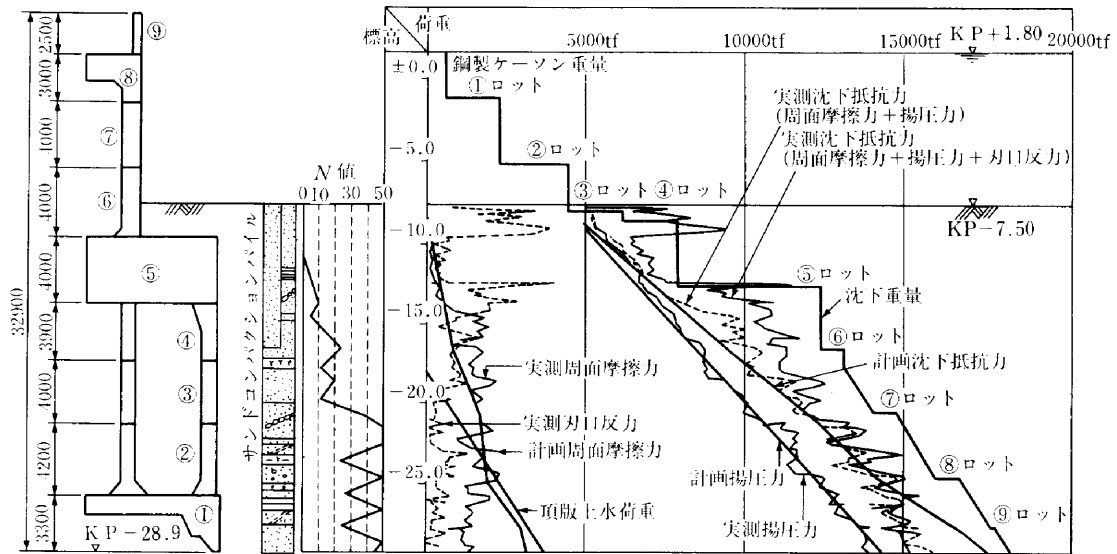 荷重
標高
5000tf
10000tf
15000tf
20000tf
KP+1.80
±0.0
鋼製ケーソン重量
①ロット
②ロット
③ロット
④ロット
⑤ロット
⑥ロット
⑦ロット
⑧ロット
⑨ロット
実測沈下抵抗力
(周面摩擦力+揚圧力)
実測沈下抵抗力
(周面摩擦力+揚圧力+刃口反力)
KP-7.50
沈下重量
計画沈下抵抗力
計画揚圧力
実測揚圧力
実測周面摩擦力
実測刃口反力
計画周面摩擦力
頂版上水荷重
-5.0
-10.0
-15.0
-20.0
-25.0
N値
0 10 30 50
サンドコンパクションパイル
⑨
⑧
⑦
⑥
⑤
④
③
②
①
2500
3000
4000
4000
4000
3900
4000
4200
3300
32900
KP-28.9